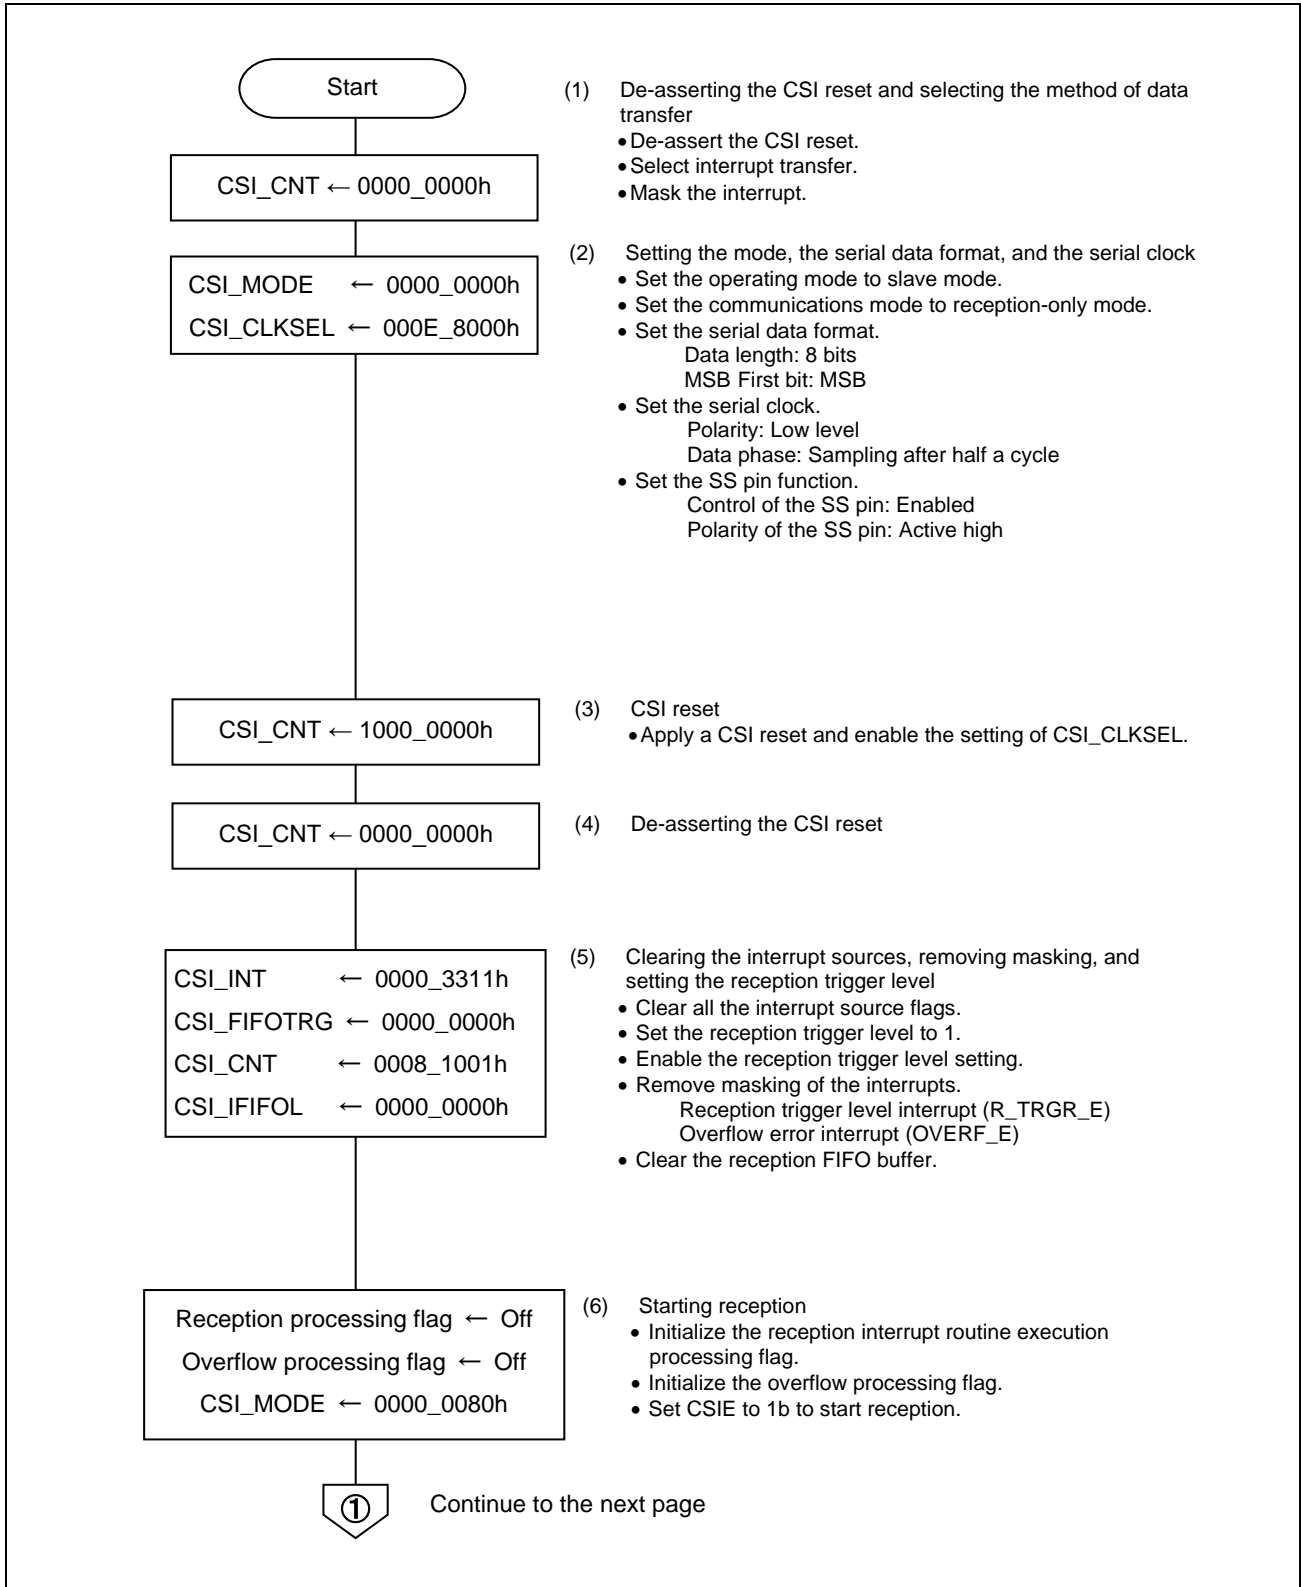 Start
(1) De-asserting the CSI reset and selecting the method of data
transfer
•De-assert the CSI reset.
•Select interrupt transfer.
•Mask the interrupt.
CSI_CNT ← 0000_0000h
(2) Setting the mode, the serial data format, and the serial clock
• Set the operating mode to slave mode.
• Set the communications mode to reception-only mode.
• Set the serial data format.
Data length: 8 bits
MSB First bit: MSB
• Set the serial clock.
Polarity: Low level
Data phase: Sampling after half a cycle
• Set the SS pin function.
Control of the SS pin: Enabled
Polarity of the SS pin: Active high
CSI_MODE ← 0000_0000h
CSI_CLKSEL ← 000E_8000h
(3) CSI reset
•Apply a CSI reset and enable the setting of CSI_CLKSEL.
CSI_CNT ← 1000_0000h
(4) De-asserting the CSI reset
CSI_CNT ← 0000_0000h
(5) Clearing the interrupt sources, removing masking, and
setting the reception trigger level
• Clear all the interrupt source flags.
• Set the reception trigger level to 1.
• Enable the reception trigger level setting.
• Remove masking of the interrupts.
Reception trigger level interrupt (R_TRGR_E)
Overflow error interrupt (OVERF_E)
• Clear the reception FIFO buffer.
CSI_INT ← 0000_3311h
CSI_FIFOTRG ← 0000_0000h
CSI_CNT ← 0008_1001h
CSI_IFIFOL ← 0000_0000h
(6) Starting reception
• Initialize the reception interrupt routine execution
processing flag.
• Initialize the overflow processing flag.
• Set CSIE to 1b to start reception.
Reception processing flag ← Off
Overflow processing flag ← Off
CSI_MODE ← 0000_0080h
① Continue to the next page